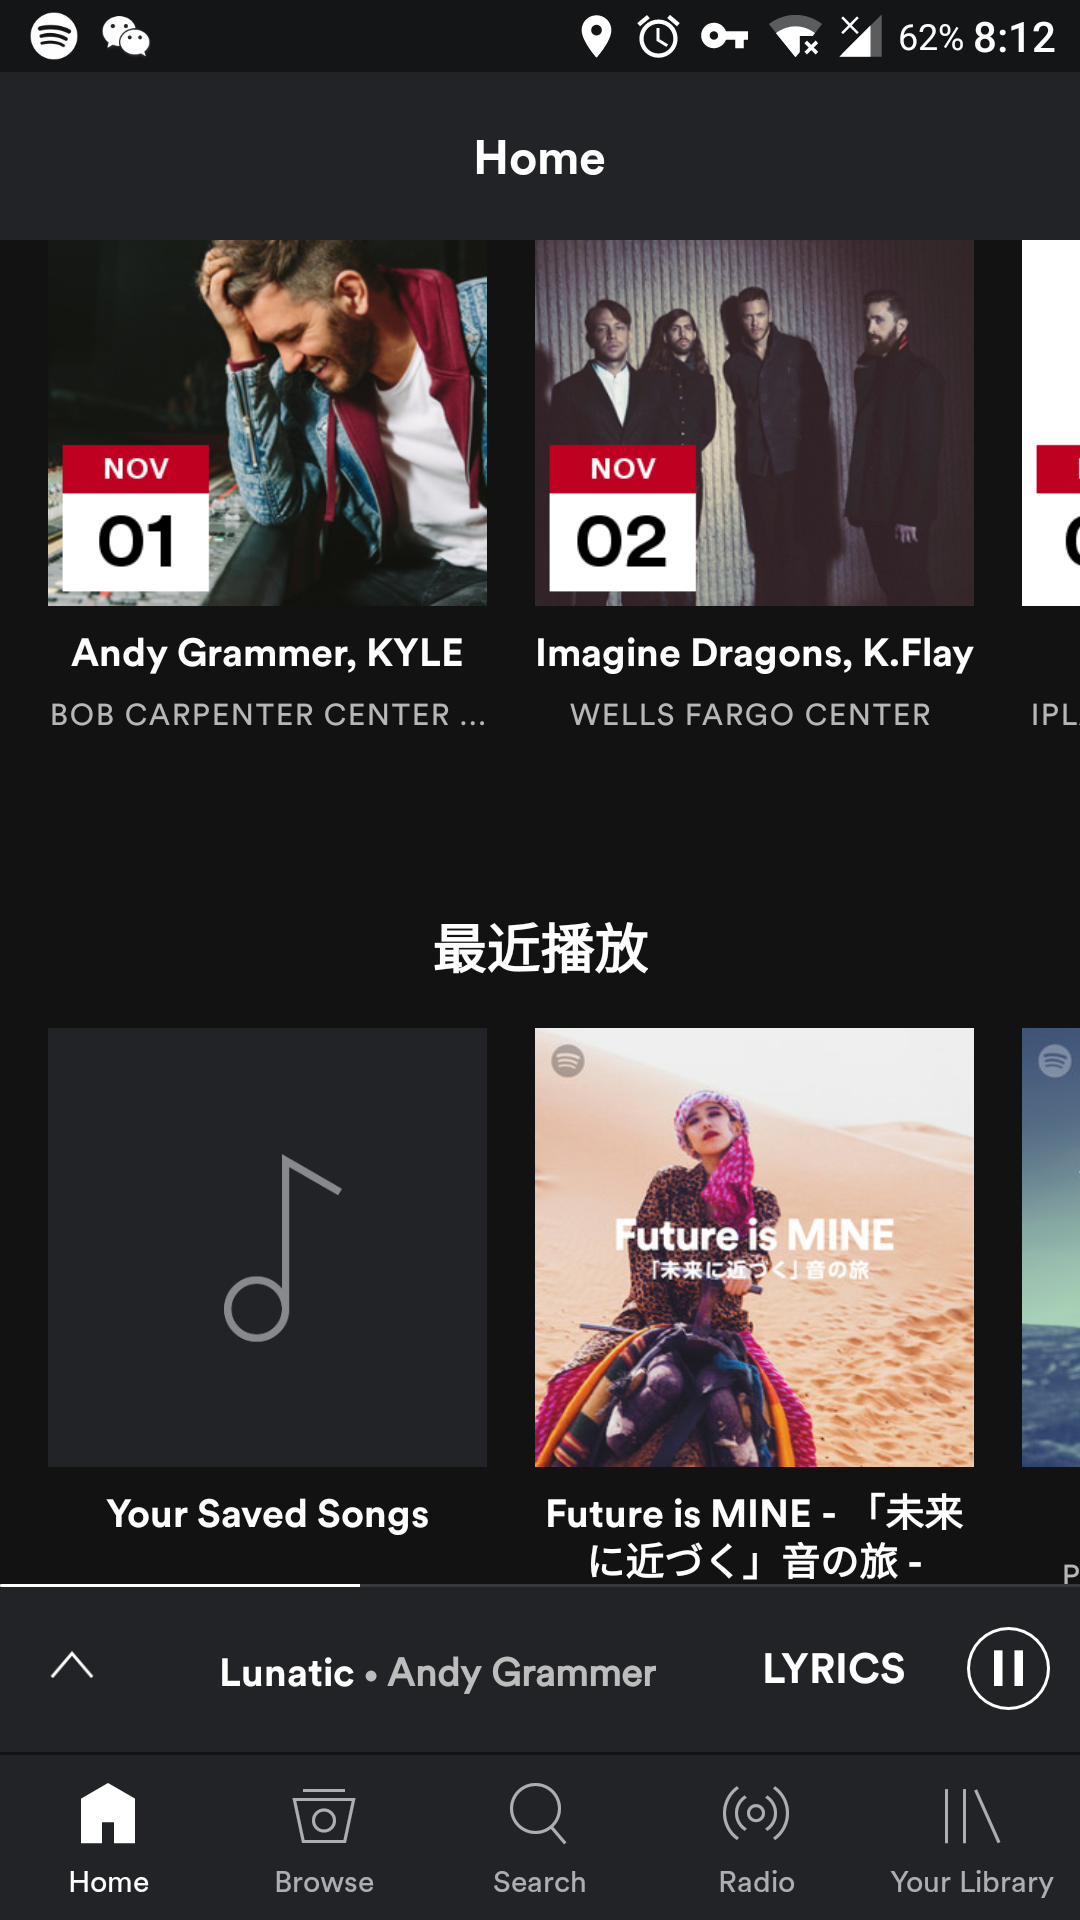 62% 8:12
Home
NOV
01
NOV
02
Andy Grammer, KYLE
Imagine Dragons, K.Flay
BOB CARPENTER CENTER ...
WELLS FARGO CENTER
IPL
最近播放
Future is MINE
「未来に近づく」音の旅
Your Saved Songs
Future is MINE - 「未来
に近づく」音の旅 -
P
Lunatic • Andy Grammer
LYRICS
Home
Browse
Search
Radio
Your Library